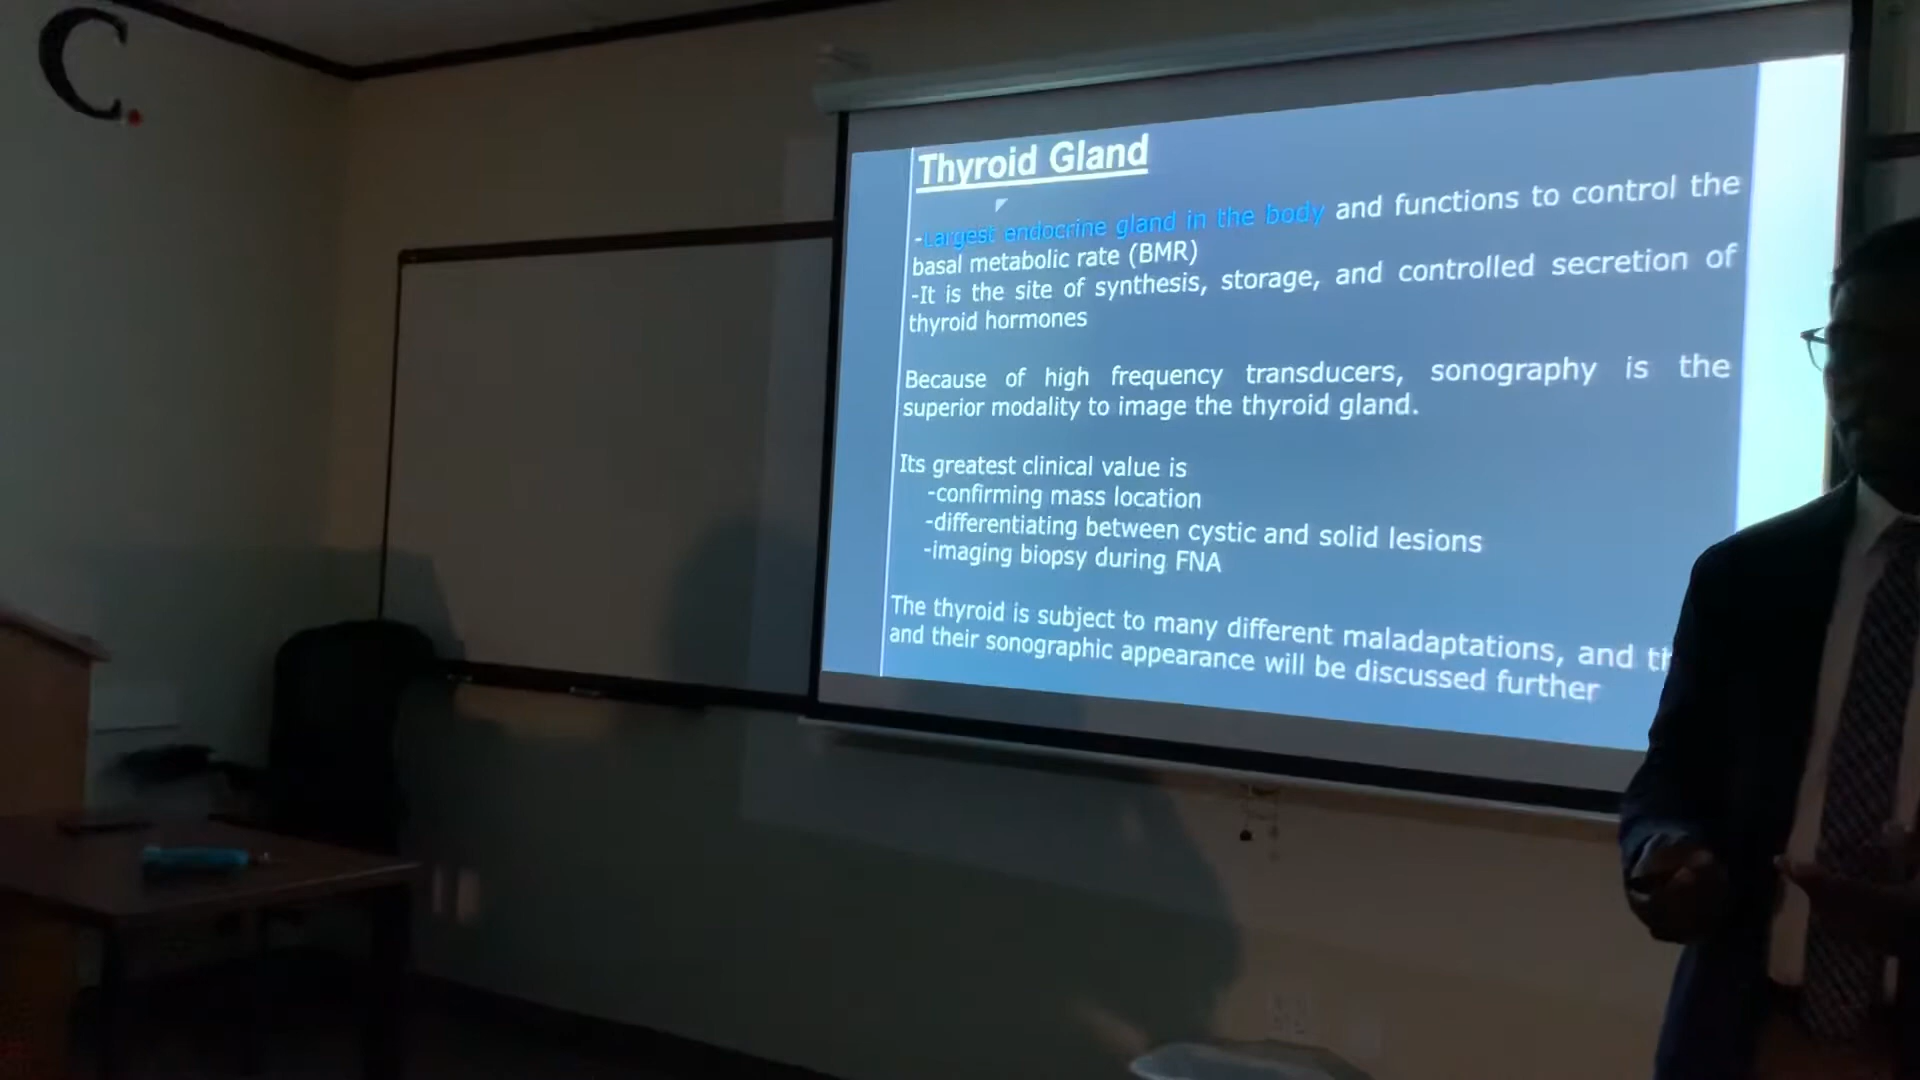 C.
Thyroid Gland
-Largest endocrine gland in the body and functions to control the
basal metabolic rate (BMR)
-It is the site of synthesis, storage, and controlled secretion of
thyroid hormones
Because of high frequency transducers, sonography is the
superior modality to image the thyroid gland.
Its greatest clinical value is
-confirming mass location
-differentiating between cystic and solid lesions
-imaging biopsy during FNA
The thyroid is subject to many different maladaptations, and
and their sonographic appearance will be discussed further